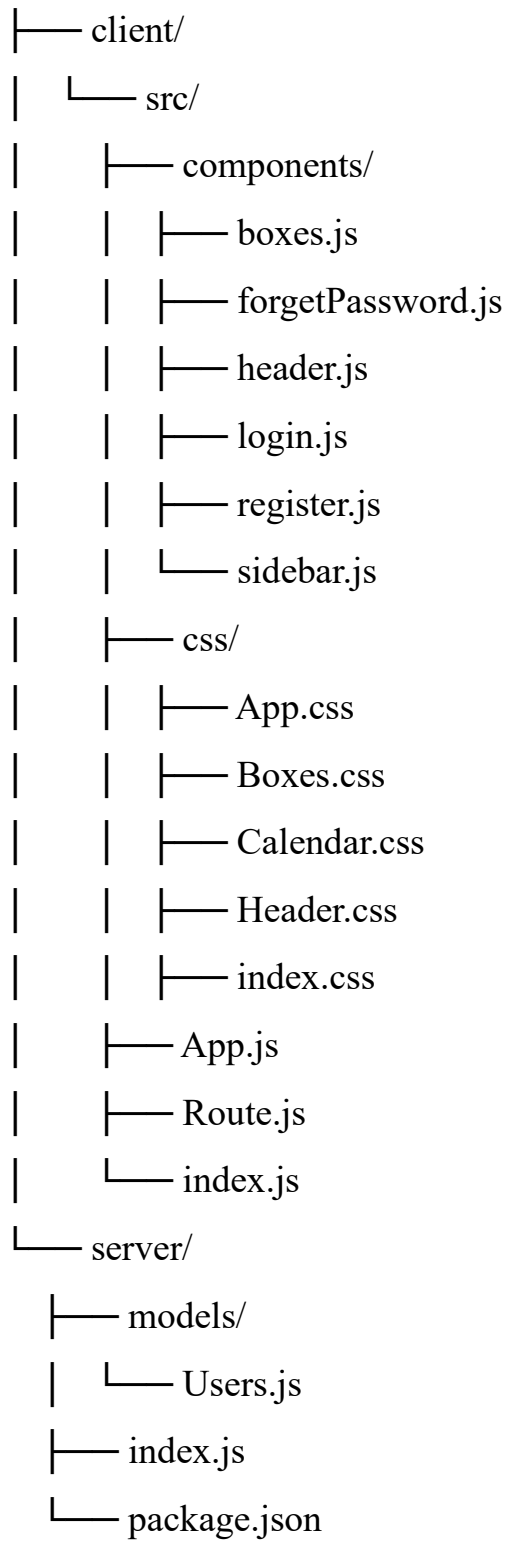 ├── client/
│   └── src/
│       ├── components/
│       │   ├── boxes.js
│       │   ├── forgetPassword.js
│       │   ├── header.js
│       │   ├── login.js
│       │   ├── register.js
│       │   └── sidebar.js
│       ├── css/
│       │   ├── App.css
│       │   ├── Boxes.css
│       │   ├── Calendar.css
│       │   ├── Header.css
│       │   ├── index.css
│       ├── App.js
│       ├── Route.js
│       └── index.js
└── server/
    ├── models/
    │   └── Users.js
    ├── index.js
    └── package.json